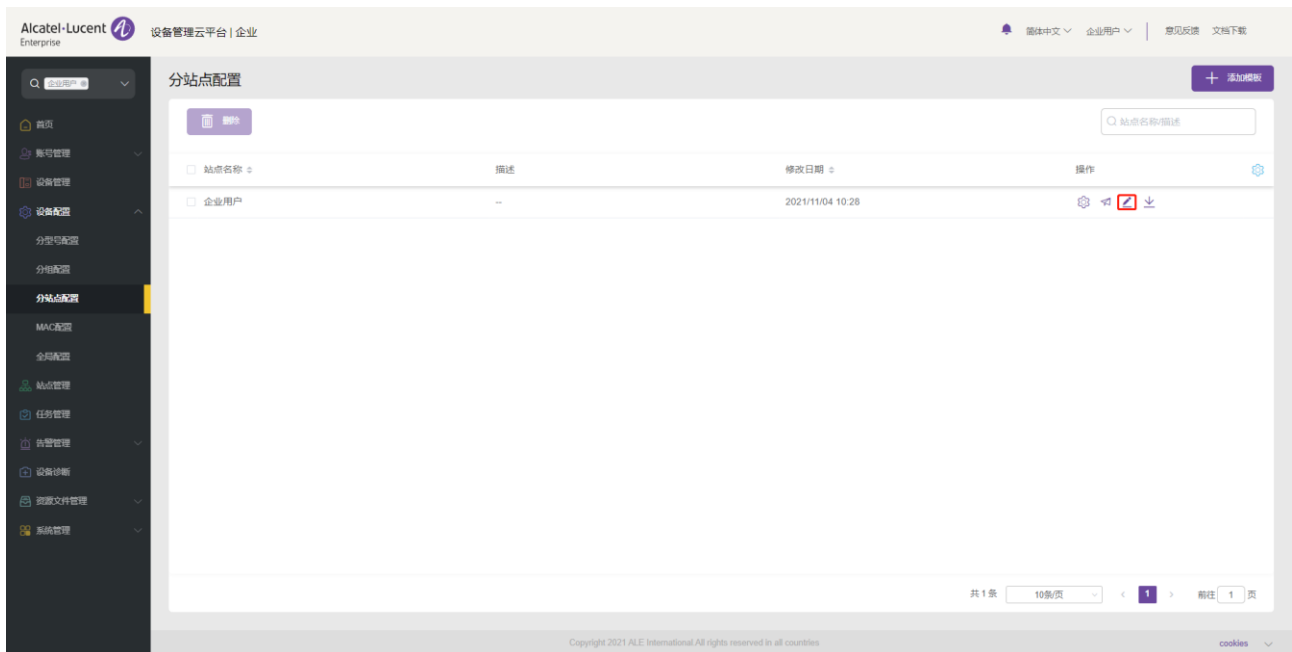 Alcatel·Lucent
Enterprise
设备管理云平台 | 企业
简体中文
企业用户
意见反馈
文档下载
企业用户
首页
账号管理
设备管理
设备配置
分型号配置
分组配置
分站点配置
MAC配置
全局配置
站点管理
任务管理
告警管理
设备诊断
资源文件管理
系统管理
分站点配置
添加模板
删除
站点名称/描述
站点名称
描述
修改日期
操作
企业用户
--
2021/11/04 10:28
共 1 条
10条/页
1
前往 1 页
Copyright 2021 ALE International.All rights reserved in all countries
cookies